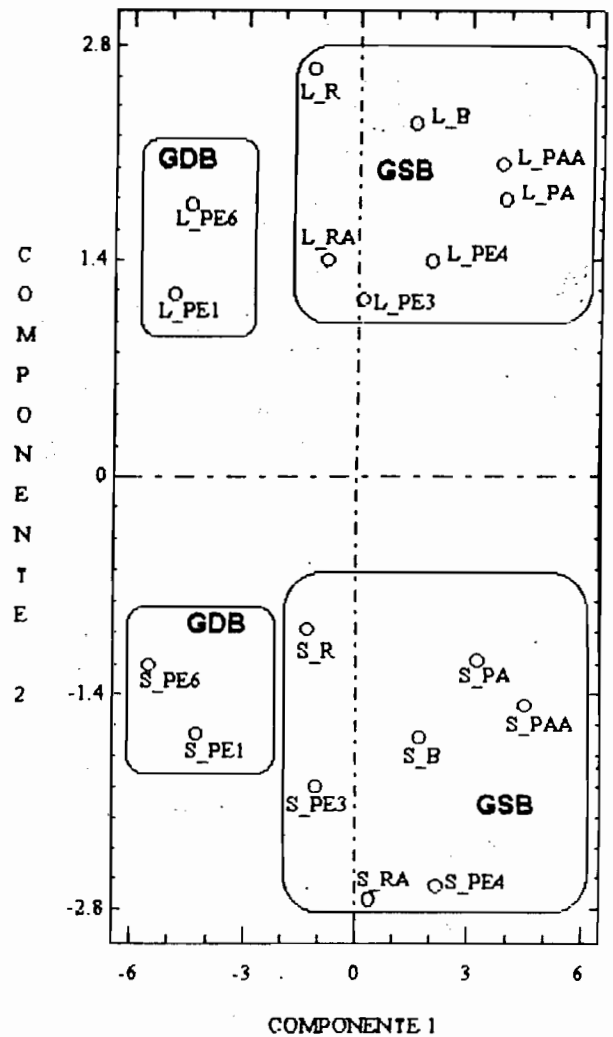 2.8
L_R
L_B
GDB
GSB
L_PAA
L_PE6
L_PA
L_RA
1.4
L_PE4
L_PE1
L_PE3
COMPONENTE 2
0
GDB
S_R
S_PE6
S_PA
-1.4
S_PAA
S_PE1
S_B
S_PE3
GSB
S_RA
S_PE4
-2.8
-6 -3 0 3 6
COMPONENTE 1